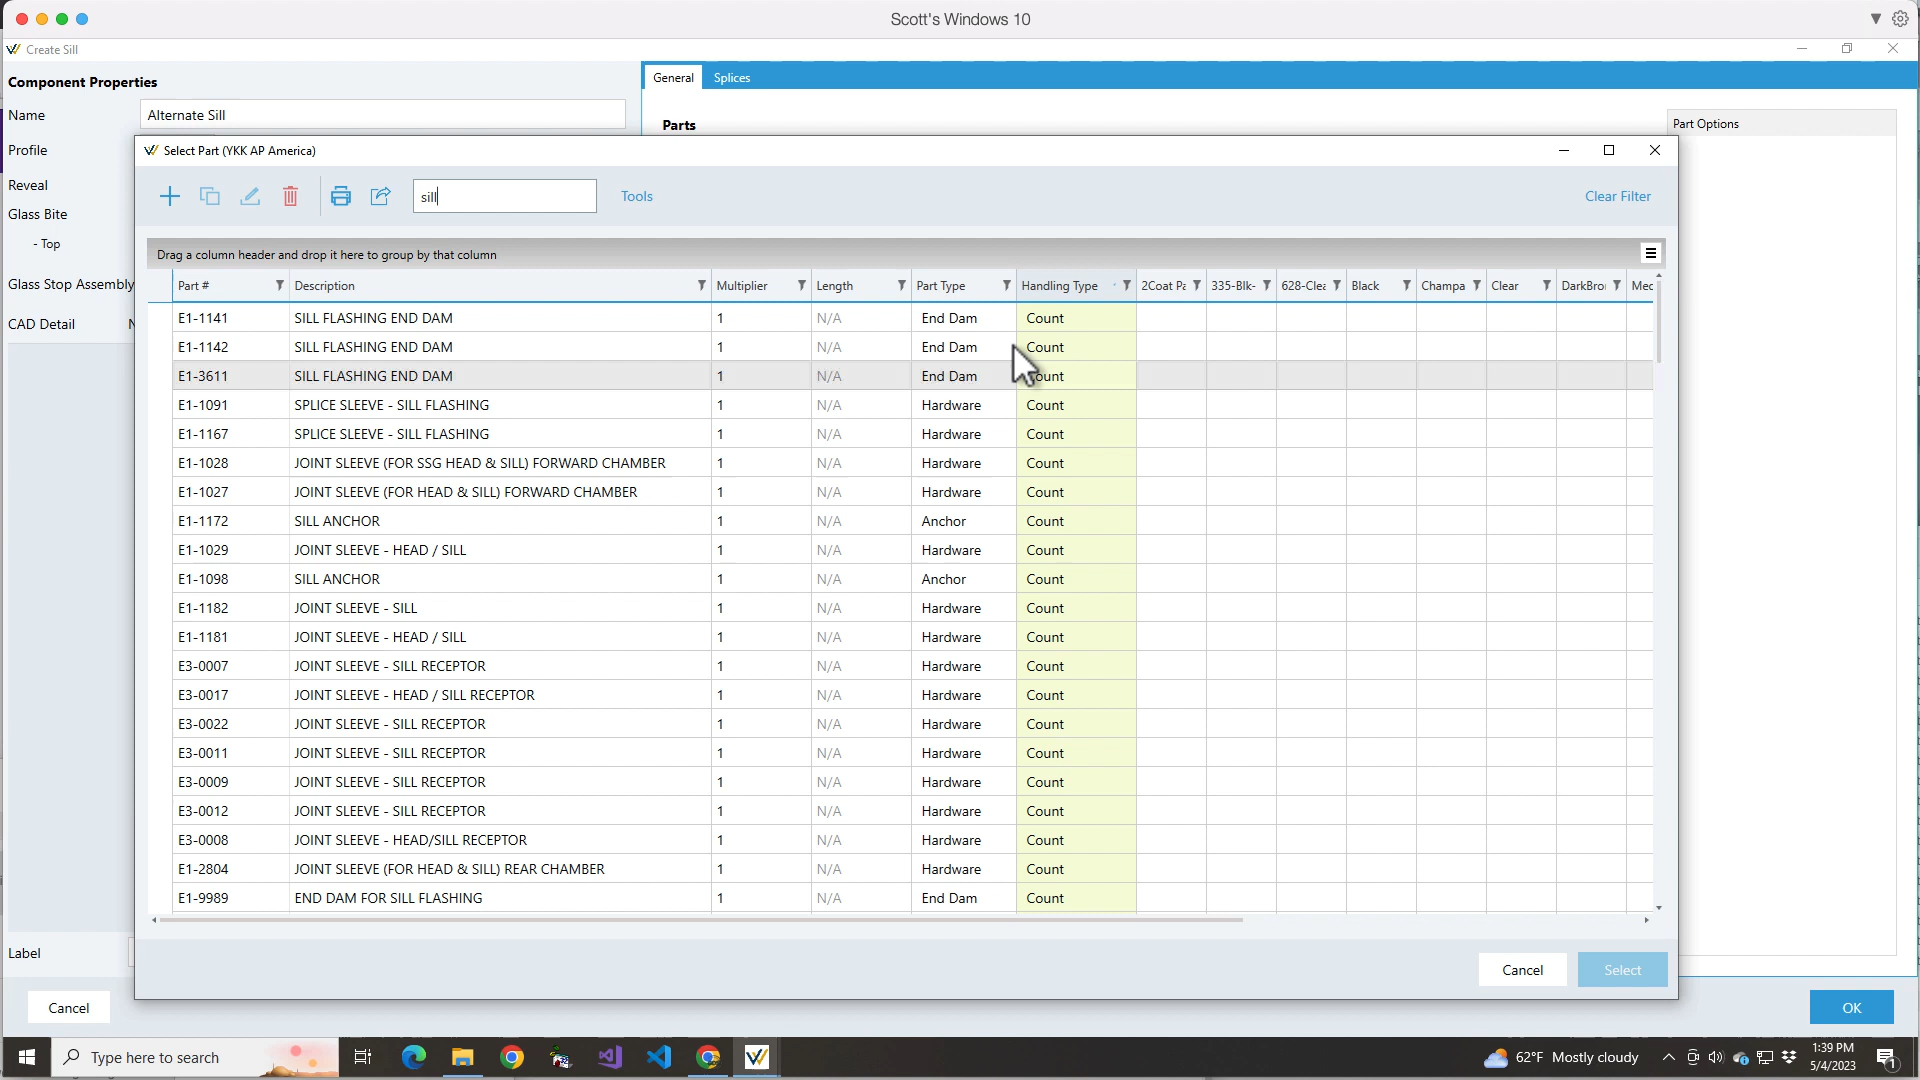 Scott's Windows 10
Create Sill
Component Properties
General
Splices
Name
Alternate Sill
Parts
Part Options
Profile
Select Part (YKK AP America)
Reveal
sill
Tools
Clear Filter
Glass Bite
- Top
Drag a column header and drop it here to group by that column
Glass Stop Assembly
Part # Description Multiplier Length Part Type Handling Type 2Coat Pa 335-Blk- 628-Clea Black Champa Clear DarkBro Med
CAD Detail
E1-1141 SILL FLASHING END DAM 1 N/A End Dam Count
E1-1142 SILL FLASHING END DAM 1 N/A End Dam Count
E1-3611 SILL FLASHING END DAM 1 N/A End Dam Count
E1-1091 SPLICE SLEEVE - SILL FLASHING 1 N/A Hardware Count
E1-1167 SPLICE SLEEVE - SILL FLASHING 1 N/A Hardware Count
E1-1028 JOINT SLEEVE (FOR SSG HEAD & SILL) FORWARD CHAMBER 1 N/A Hardware Count
E1-1027 JOINT SLEEVE (FOR HEAD & SILL) FORWARD CHAMBER 1 N/A Hardware Count
E1-1172 SILL ANCHOR 1 N/A Anchor Count
E1-1029 JOINT SLEEVE - HEAD / SILL 1 N/A Hardware Count
E1-1098 SILL ANCHOR 1 N/A Anchor Count
E1-1182 JOINT SLEEVE - SILL 1 N/A Hardware Count
E1-1181 JOINT SLEEVE - HEAD / SILL 1 N/A Hardware Count
E3-0007 JOINT SLEEVE - SILL RECEPTOR 1 N/A Hardware Count
E3-0017 JOINT SLEEVE - HEAD / SILL RECEPTOR 1 N/A Hardware Count
E3-0022 JOINT SLEEVE - SILL RECEPTOR 1 N/A Hardware Count
E3-0011 JOINT SLEEVE - SILL RECEPTOR 1 N/A Hardware Count
E3-0009 JOINT SLEEVE - SILL RECEPTOR 1 N/A Hardware Count
E3-0012 JOINT SLEEVE - SILL RECEPTOR 1 N/A Hardware Count
E3-0008 JOINT SLEEVE - HEAD/SILL RECEPTOR 1 N/A Hardware Count
E1-2804 JOINT SLEEVE (FOR HEAD & SILL) REAR CHAMBER 1 N/A Hardware Count
E1-9989 END DAM FOR SILL FLASHING 1 N/A End Dam Count
Label
Cancel
Select
Cancel
OK
Type here to search
62°F Mostly cloudy
1:39 PM
5/4/2023
1